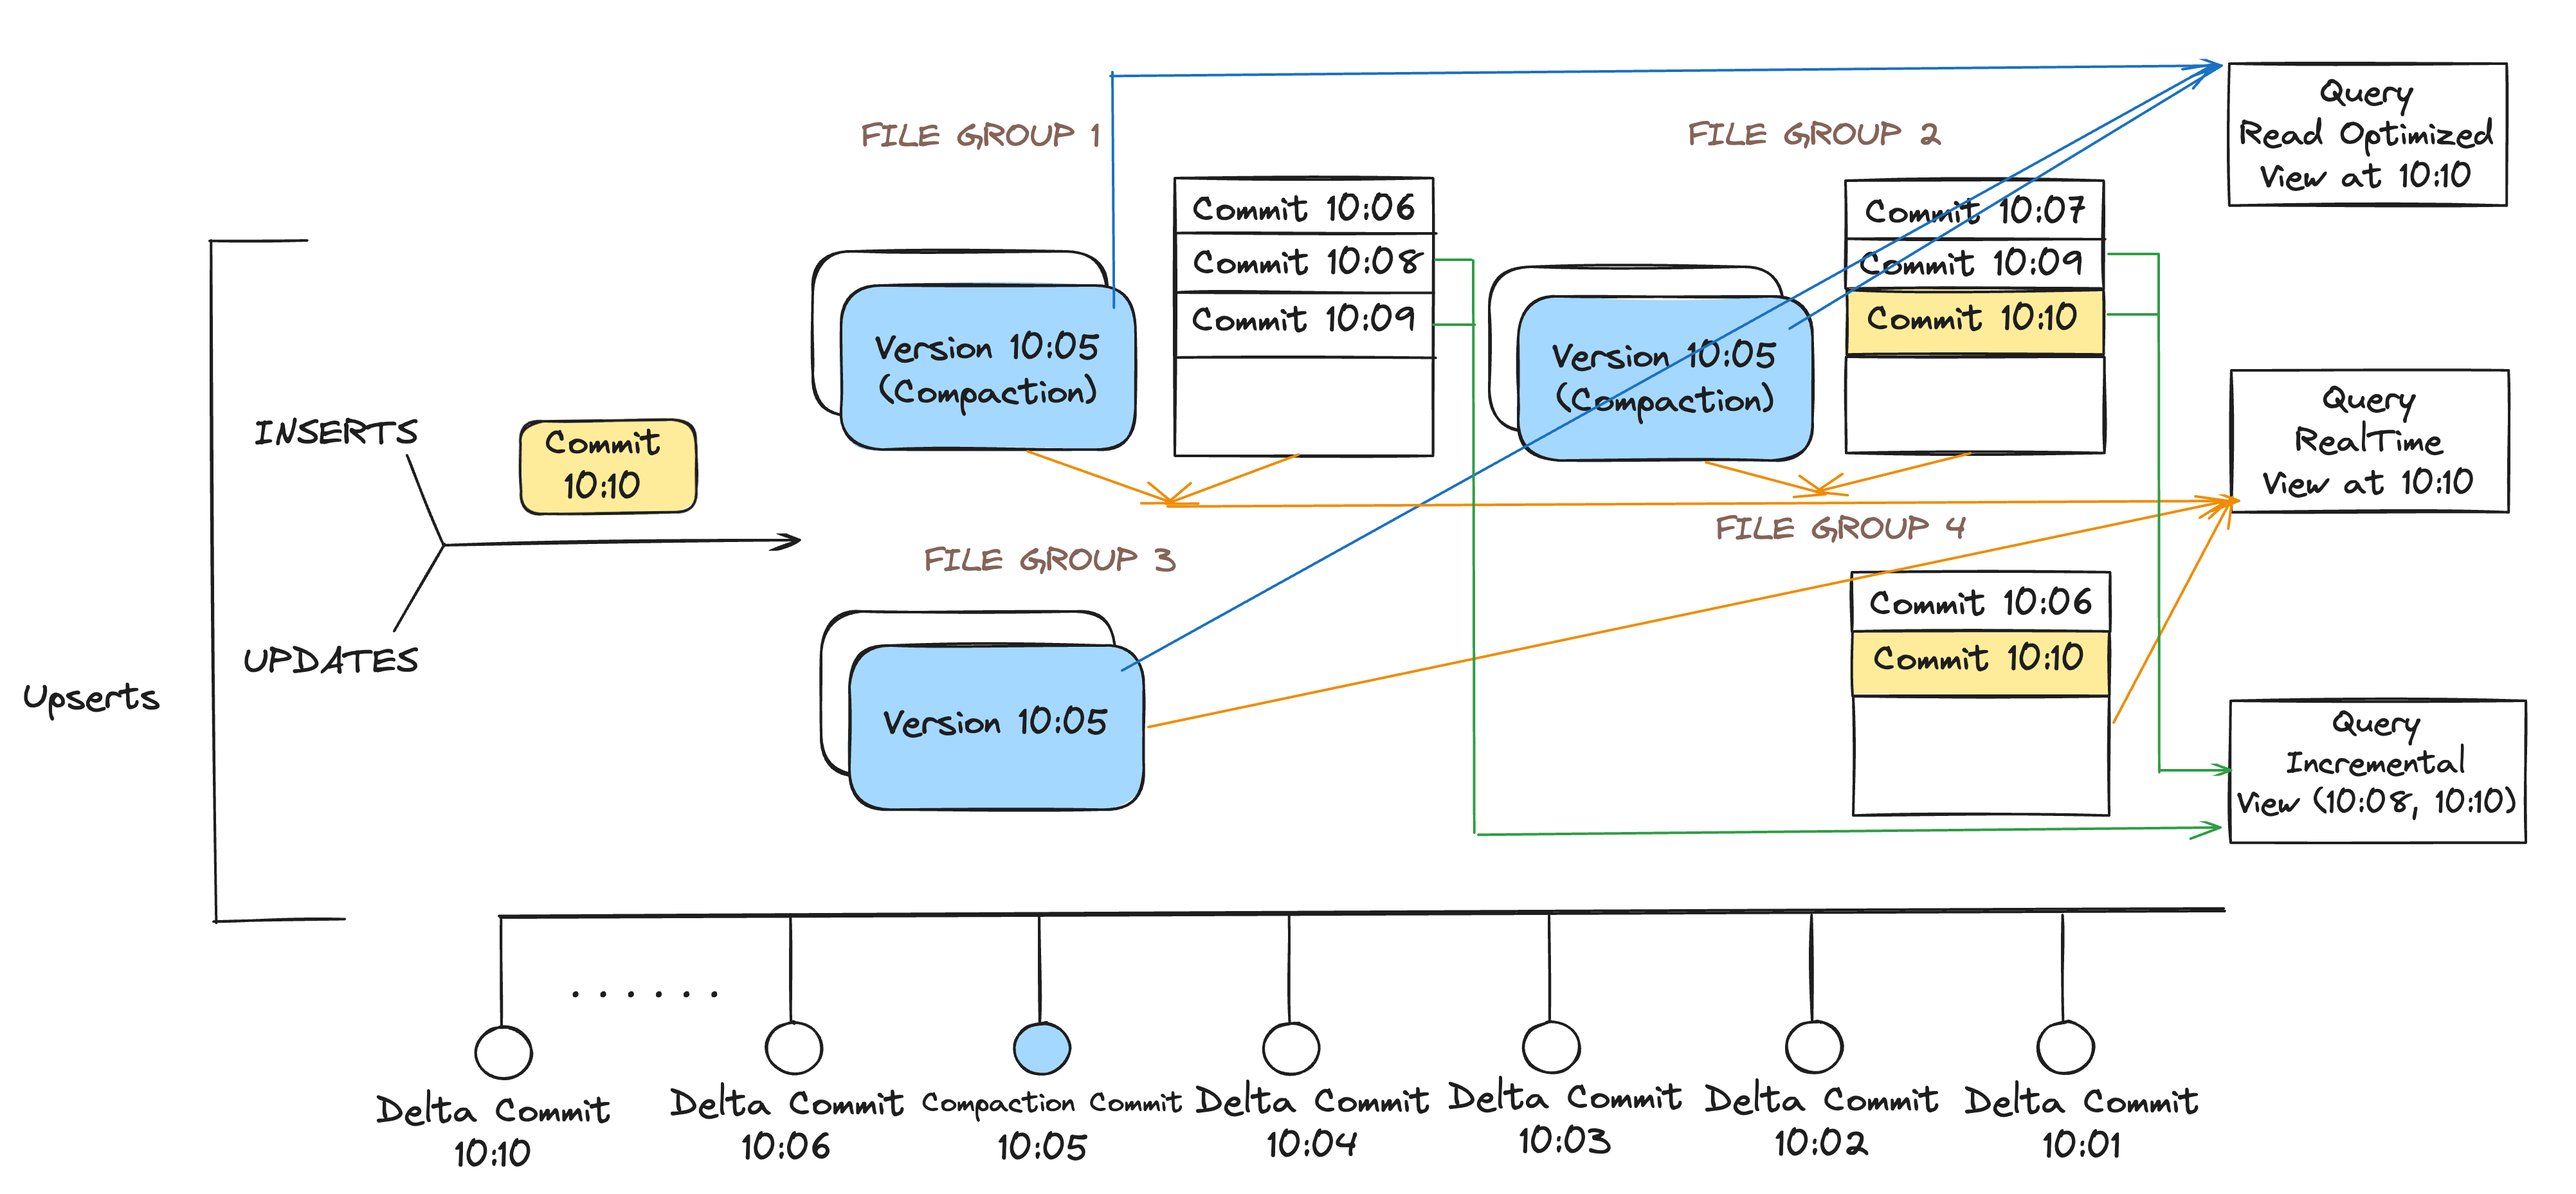 FILE GROUP 1
FILE GROUP 2
Query
Read Optimized
View at 10:10
Commit 10:06
Commit 10:08
Commit 10:09
Commit 10:07
Commit 10:09
Commit 10:10
Version 10:05
(Compaction)
Version 10:05
(Compaction)
Query
RealTime
View at 10:10
INSERTS
Commit
10:10
UPDATES
Upserts
FILE GROUP 3
FILE GROUP 4
Version 10:05
Commit 10:06
Commit 10:10
Query
Incremental
View (10:08, 10:10)
......
Delta Commit
10:10
Delta Commit
10:06
Compaction Commit
10:05
Delta Commit
10:04
Delta Commit
10:03
Delta Commit
10:02
Delta Commit
10:01